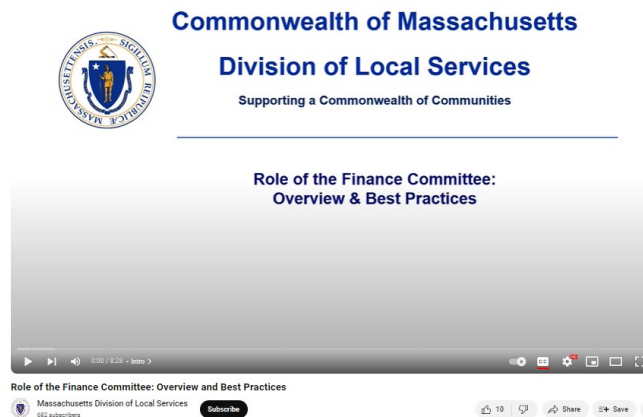 Commonwealth of Massachusetts
Division of Local Services
Supporting a Commonwealth of Communities
Role of the Finance Committee:
Overview & Best Practices
0:00 / 8:28 • Intro >
CC
Role of the Finance Committee: Overview and Best Practices
Massachusetts Division of Local Services
682 subscribers
Subscribe
10
Share
Save